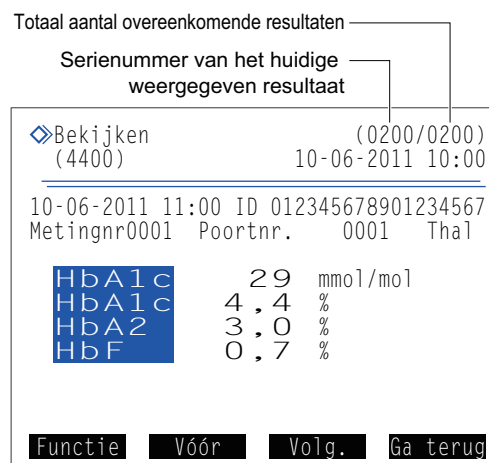 Totaal aantal overeenkomende resultaten
Serienummer van het huidige
weergegeven resultaat
Bekijken (0200/0200)
(4400) 10-06-2011 10:00
10-06-2011 11:00 ID 012345678901234567
Metingnr0001 Poortnr. 0001 Thal
HbA1c 29 mmol/mol
HbA1c 4,4 %
HbA2 3,0 %
HbF 0,7 %
Functie Vóór Volg. Ga terug